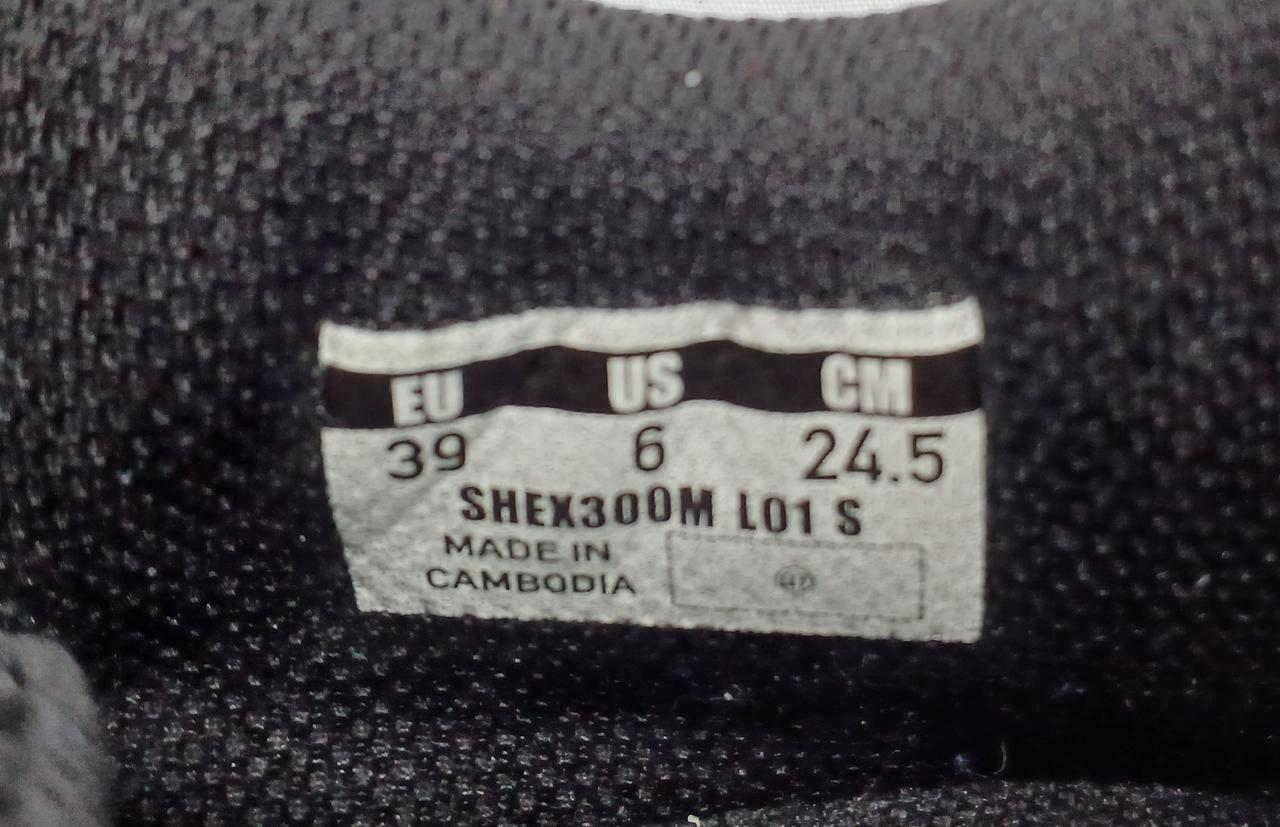 EU US CM
39 6 24.5
SHEX300M L01 S
MADE IN
CAMBODIA